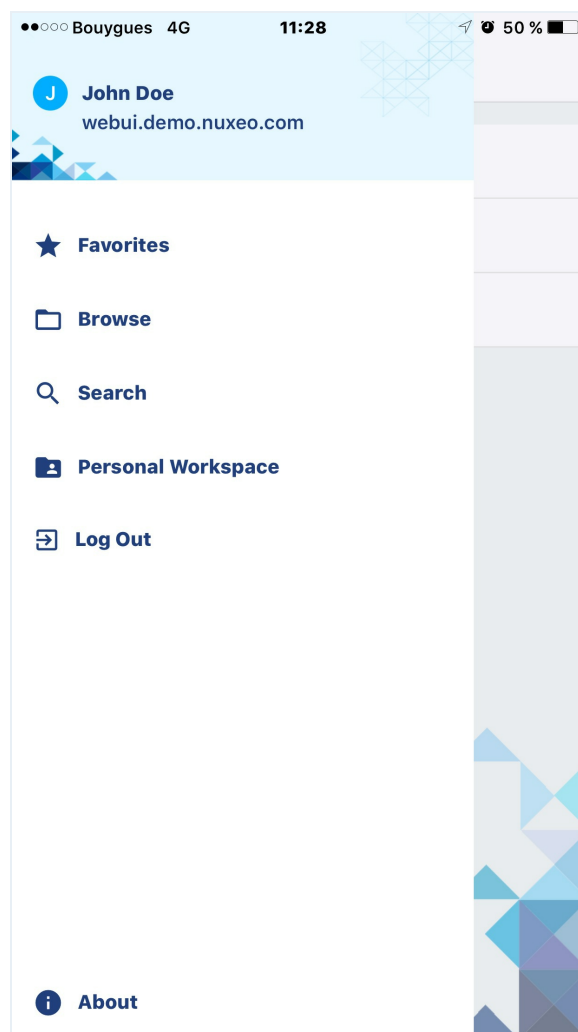 Bouygues 4G 11:28 50 %
J
John Doe
webui.demo.nuxeo.com
Favorites
Browse
Search
Personal Workspace
Log Out
About